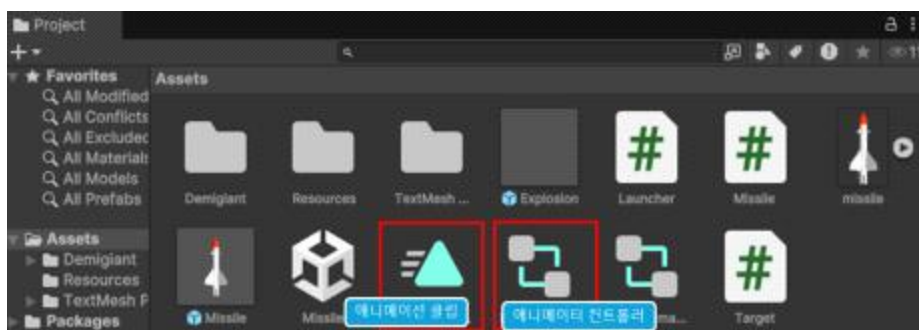 Project
Favorites
Assets
All Modified
All Conflicts
All Excluded
All Materials
All Models
All Prefabs
Demigiant
Resources
TextMesh ...
Explosion
Launcher
Missile
missile
Assets
Demigiant
Resources
TextMesh P
Packages
Missile
Missile
애니메이션 클립
애니메이터 컨트롤러
Target